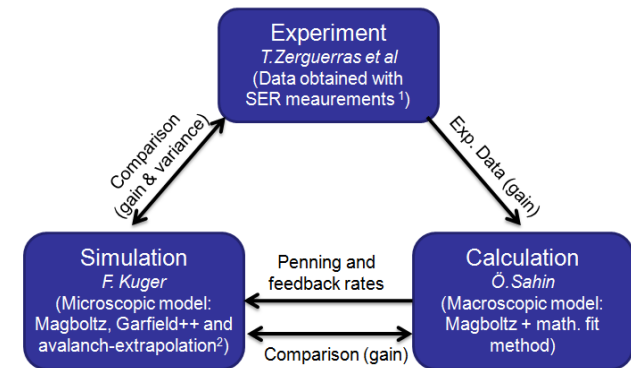 Experiment
T.Zerguerras et al
(Data obtained with
SER meaurements ¹)
Comparison
(gain & variance)
Exp. Data (gain)
Simulation
F. Kuger
(Microscopic model:
Magboltz, Garfield++ and
avalanch-extrapolation²)
Penning and
feedback rates
Comparison (gain)
Calculation
Ö.Sahin
(Macroscopic model:
Magboltz + math. fit
method)